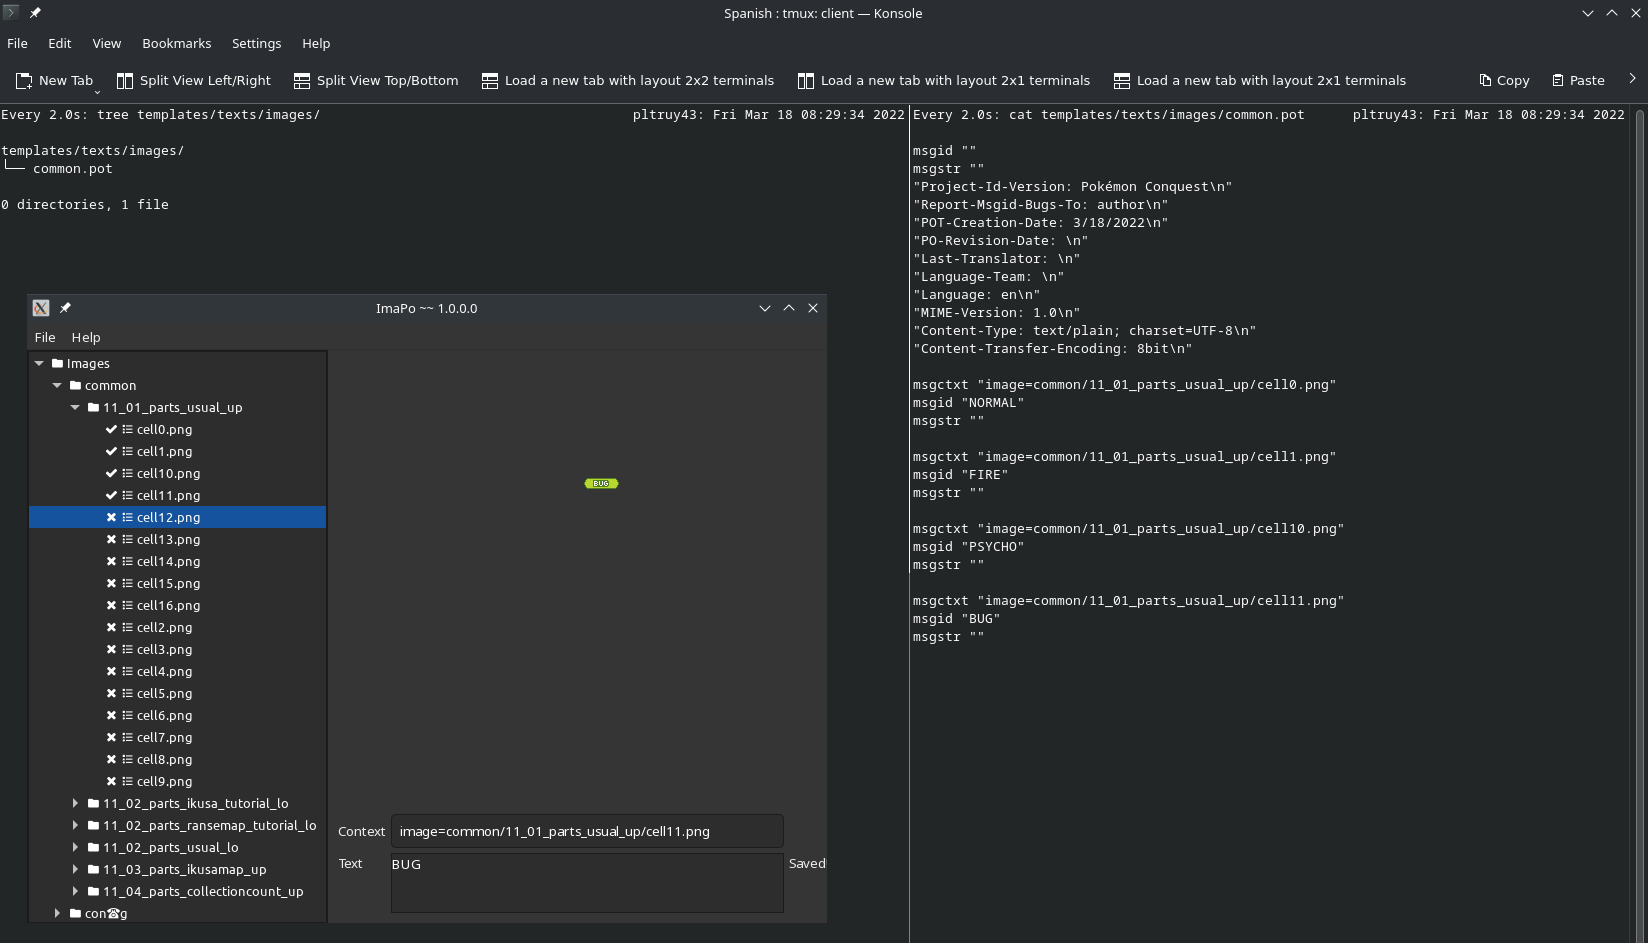 Spanish : tmux: client — Konsole
File Edit View Bookmarks Settings Help
New Tab Split View Left/Right Split View Top/Bottom Load a new tab with layout 2x2 terminals Load a new tab with layout 2x1 terminals Load a new tab with layout 2x1 terminals Copy Paste
Every 2.0s: tree templates/texts/images/ pltruy43: Fri Mar 18 08:29:34 2022
templates/texts/images/
└── common.pot
0 directories, 1 file
ImaPo ~~ 1.0.0.0
File Help
Images
common
11_01_parts_usual_up
cell0.png
cell1.png
cell10.png
cell11.png
cell12.png
cell13.png
cell14.png
cell15.png
cell16.png
cell2.png
cell3.png
cell4.png
cell5.png
cell6.png
cell7.png
cell8.png
cell9.png
11_02_parts_ikusa_tutorial_lo
11_02_parts_ransemap_tutorial_lo
11_02_parts_usual_lo
11_03_parts_ikusamap_up
11_04_parts_collectioncount_up
con☎g
BUG
Context image=common/11_01_parts_usual_up/cell11.png
Text BUG Saved!
Every 2.0s: cat templates/texts/images/common.pot pltruy43: Fri Mar 18 08:29:34 2022
msgid ""
msgstr ""
"Project-Id-Version: Pokémon Conquest\n"
"Report-Msgid-Bugs-To: author\n"
"POT-Creation-Date: 3/18/2022\n"
"PO-Revision-Date: \n"
"Last-Translator: \n"
"Language-Team: \n"
"Language: en\n"
"MIME-Version: 1.0\n"
"Content-Type: text/plain; charset=UTF-8\n"
"Content-Transfer-Encoding: 8bit\n"
msgctxt "image=common/11_01_parts_usual_up/cell0.png"
msgid "NORMAL"
msgstr ""
msgctxt "image=common/11_01_parts_usual_up/cell1.png"
msgid "FIRE"
msgstr ""
msgctxt "image=common/11_01_parts_usual_up/cell10.png"
msgid "PSYCHO"
msgstr ""
msgctxt "image=common/11_01_parts_usual_up/cell11.png"
msgid "BUG"
msgstr ""